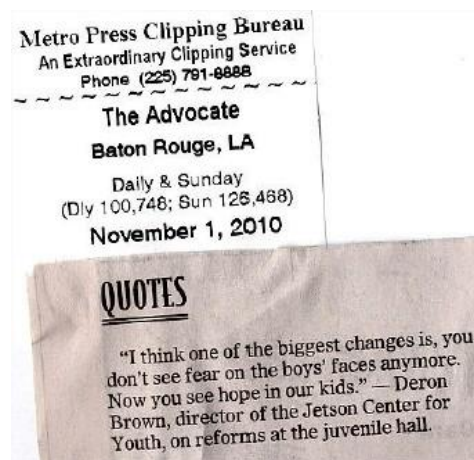 Metro Press Clipping Bureau
An Extraordinary Clipping Service
Phone (225) 791-8888
The Advocate
Baton Rouge, LA
Daily & Sunday
(Dly 100,748; Sun 126,468)
November 1, 2010
QUOTES
"I think one of the biggest changes is, you
don't see fear on the boys' faces anymore.
Now you see hope in our kids." — Deron
Brown, director of the Jetson Center for
Youth, on reforms at the juvenile hall.